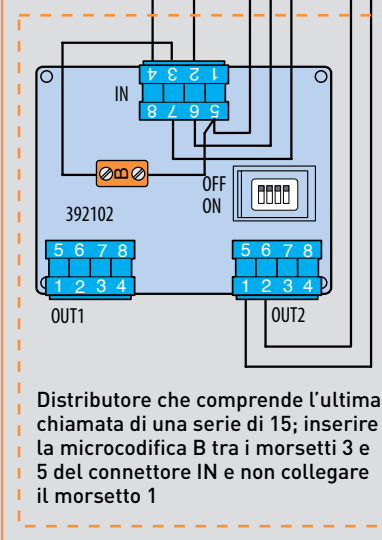 4 3 2 1
IN
8 7 6 5
B
OFF
ON
392102
5 6 7 8
1 2 3 4
OUT1
5 6 7 8
1 2 3 4
OUT2
Distributore che comprende l'ultima
chiamata di una serie di 15; inserire
la microcodifica B tra i morsetti 3 e
5 del connettore IN e non collegare
il morsetto 1